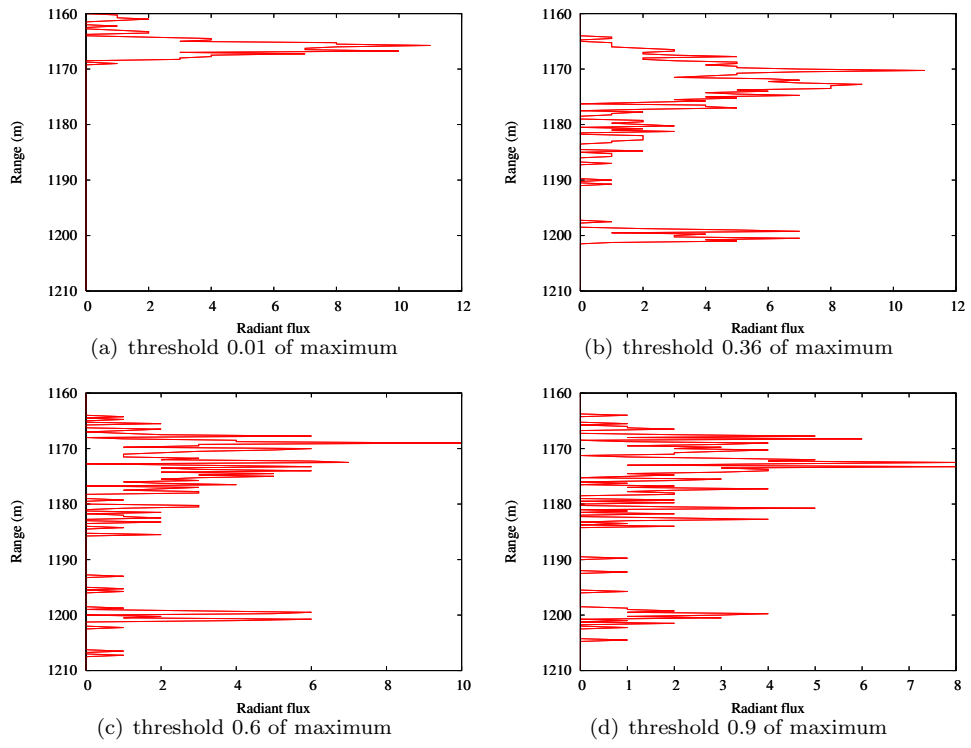 1160
1170
1180
1190
1200
1210
Range (m)
0 2 4 6 8 10 12
Radiant flux
(a) threshold 0.01 of maximum
1160
1170
1180
1190
1200
1210
Range (m)
0 2 4 6 8 10 12
Radiant flux
(b) threshold 0.36 of maximum
1160
1170
1180
1190
1200
1210
Range (m)
0 2 4 6 8 10
Radiant flux
(c) threshold 0.6 of maximum
1160
1170
1180
1190
1200
1210
Range (m)
0 1 2 3 4 5 6 7 8
Radiant flux
(d) threshold 0.9 of maximum